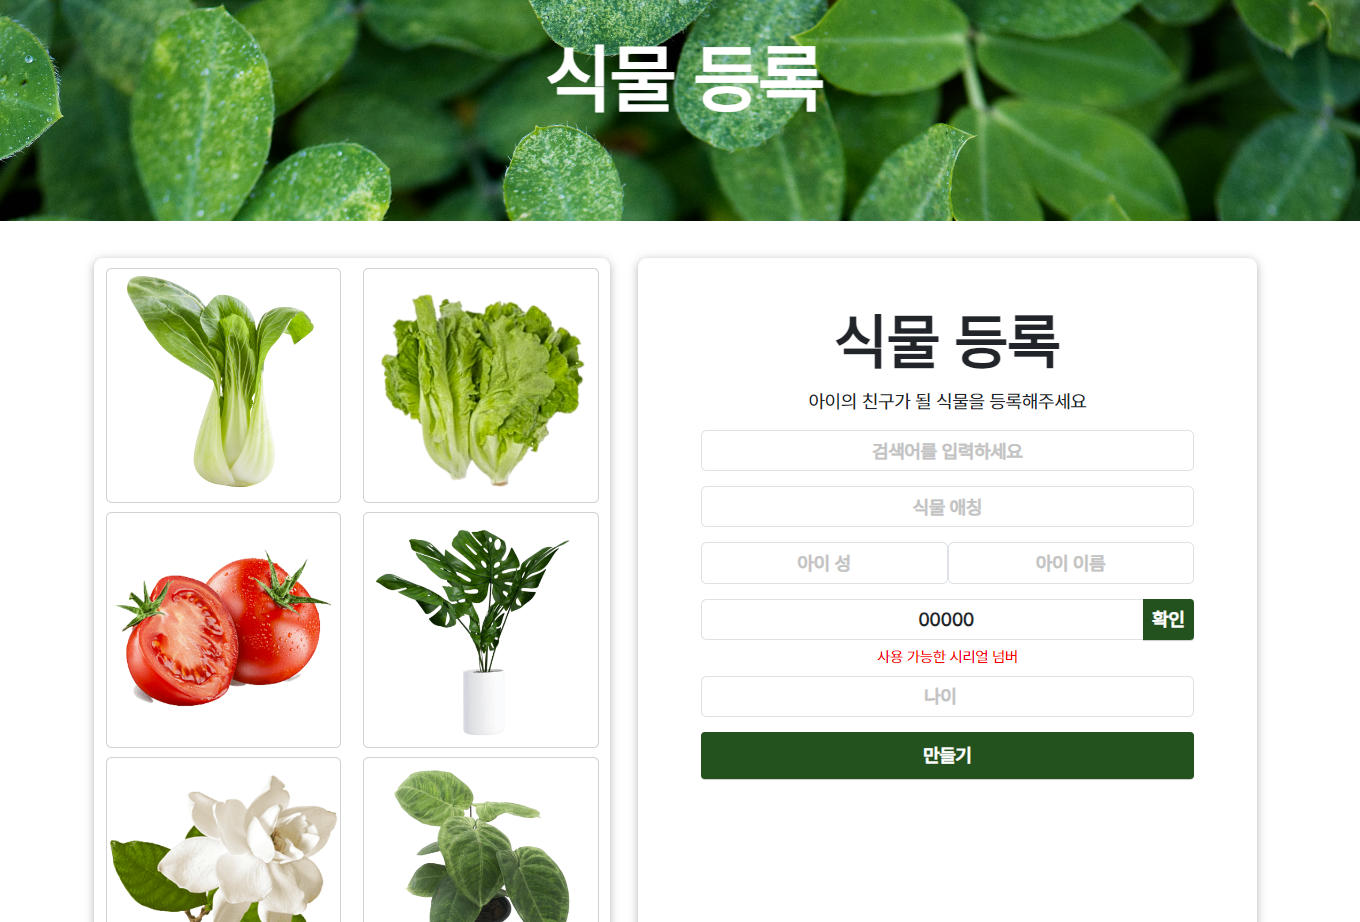 식물 등록
식물 등록
아이의 친구가 될 식물을 등록해주세요
검색어를 입력하세요
식물 애칭
아이 성
아이 이름
00000
확인
사용 가능한 시리얼 넘버
나이
만들기